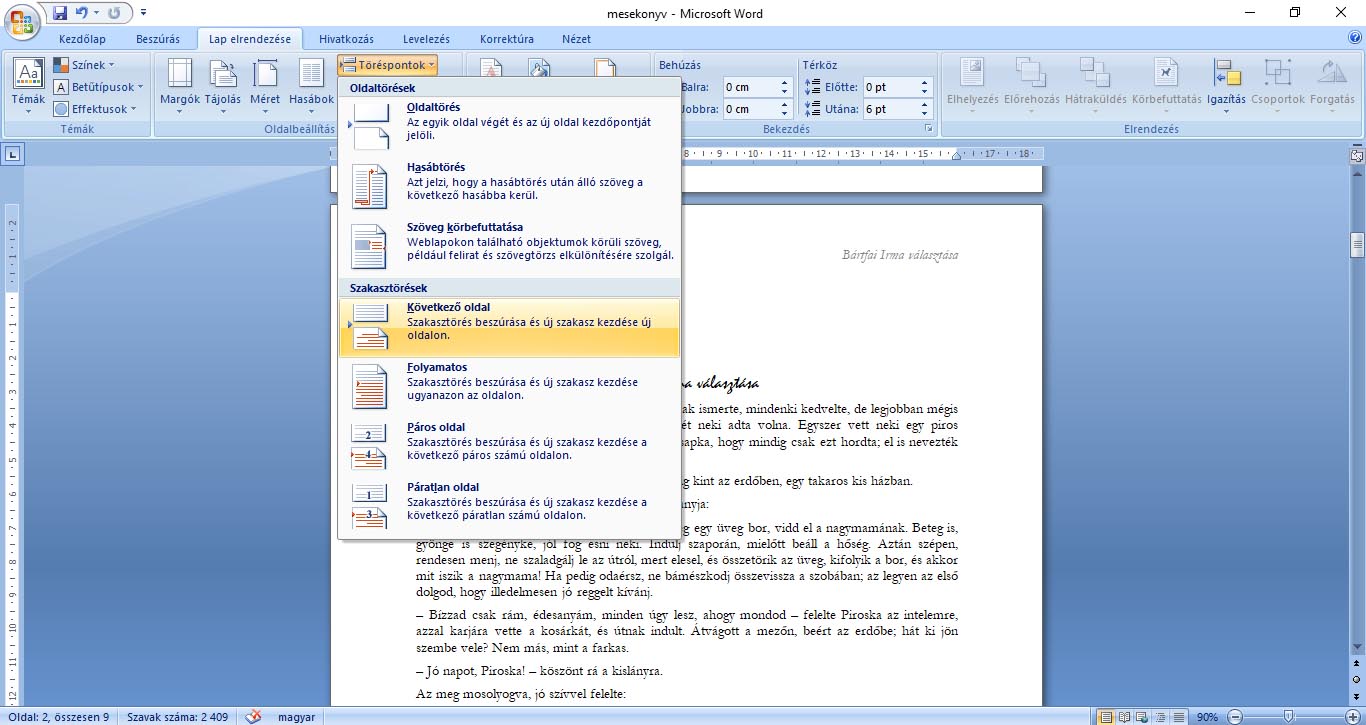 mesekonyv - Microsoft Word
Kezdőlap Beszúrás Lap elrendezése Hivatkozás Levelezés Korrektúra Nézet
Témák
Színek
Betűtípusok
Effektusok
Témák
Margók Tájolás Méret Hasábok
Oldalbeállítás
Töréspontok
Behúzás
Balra: 0 cm
Jobbra: 0 cm
Térköz
Előtte: 0 pt
Utána: 6 pt
Bekezdés
Elhelyezés Előrehozás Hátraküldés Körbefuttatás Igazítás Csoportok Forgatás
Elrendezés
Oldaltörések
Oldaltörés
Az egyik oldal végét és az új oldal kezdőpontját
jelöli.
Hasábtörés
Azt jelzi, hogy a hasábtörés után álló szöveg a
következő hasábba kerül.
Szöveg körbefuttatása
Weblapokon található objektumok körüli szöveg,
például felirat és szövegtörzs elkülönítésére szolgál.
Szakasztörések
Következő oldal
Szakasztörés beszúrása és új szakasz kezdése új
oldalon.
Folyamatos
Szakasztörés beszúrása és új szakasz kezdése
ugyanazon az oldalon.
Páros oldal
Szakasztörés beszúrása és új szakasz kezdése a
következő páros számú oldalon.
Páratlan oldal
Szakasztörés beszúrása és új szakasz kezdése a
következő páratlan számú oldalon.
8 9 10 11 12 13 14 15 17 18
Bártfai Irma választása
választása
ismerte, mindenki kedvelte, de legjobban mégis
neki adta volna. Egyszer vett neki egy piros
hogy mindig csak ezt hordta; el is nevezték
kint az erdőben, egy takaros kis házban.
egy üveg bor, vidd el a nagymamának. Beteg is,
gyönge is szegényke, jól fog esni neki. Indulj szaporán, mielőtt beáll a hőség. Aztán szépen,
rendesen menj, ne szaladgálj le az útról, mert elesel, és összetörik az üveg, kifolyik a bor, és akkor
mit iszik a nagymama! Ha pedig odaérsz, ne bámészkodj összevissza a szobában; az legyen az első
dolgod, hogy illedelmesen jó reggelt kívánj.
– Bízzad csak rám, édesanyám, minden úgy lesz, ahogy mondod – felelte Piroska az intelemre,
azzal karjára vette a kosárkát, és útnak indult. Átvágott a mezőn, beért az erdőbe; hát ki jön
szembe vele? Nem más, mint a farkas.
– Jó napot, Piroska! – köszönt rá a kislányra.
Az meg mosolyogva, jó szívvel felelte:
Oldal: 2, összesen 9 Szavak száma: 2 409 magyar 90%